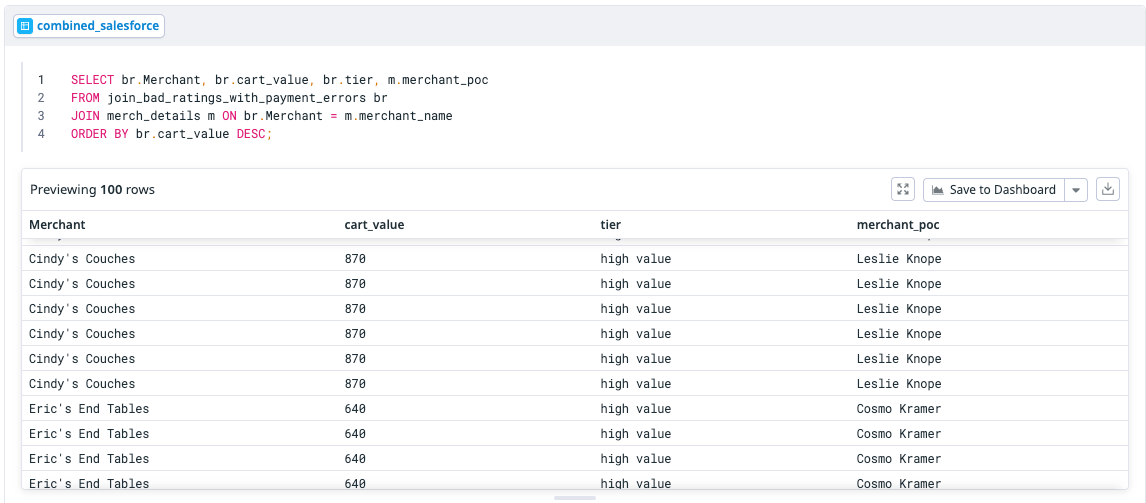 combined_salesforce
1 SELECT br.Merchant, br.cart_value, br.tier, m.merchant_poc
2 FROM join_bad_ratings_with_payment_errors br
3 JOIN merch_details m ON br.Merchant = m.merchant_name
4 ORDER BY br.cart_value DESC;
Previewing 100 rows Save to Dashboard
Merchant cart_value tier merchant_poc
Cindy's Couches 870 high value Leslie Knope
Cindy's Couches 870 high value Leslie Knope
Cindy's Couches 870 high value Leslie Knope
Cindy's Couches 870 high value Leslie Knope
Cindy's Couches 870 high value Leslie Knope
Cindy's Couches 870 high value Leslie Knope
Eric's End Tables 640 high value Cosmo Kramer
Eric's End Tables 640 high value Cosmo Kramer
Eric's End Tables 640 high value Cosmo Kramer
Eric's End Tables 640 high value Cosmo Kramer